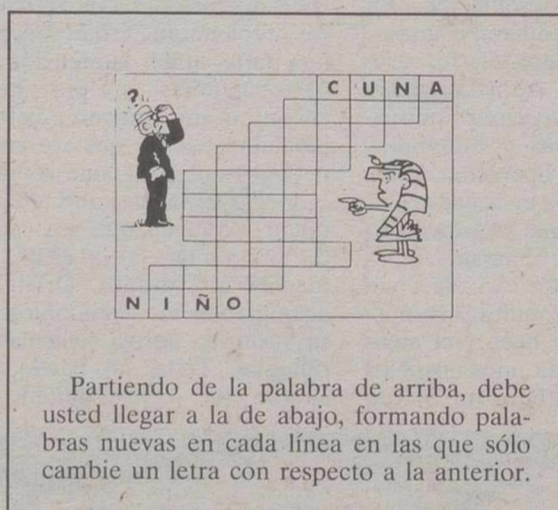 CUNA
?
NIÑO
Partiendo de la palabra de arriba, debe
usted llegar a la de abajo, formando pala-
bras nuevas en cada línea en las que sólo
cambie un letra con respecto a la anterior.